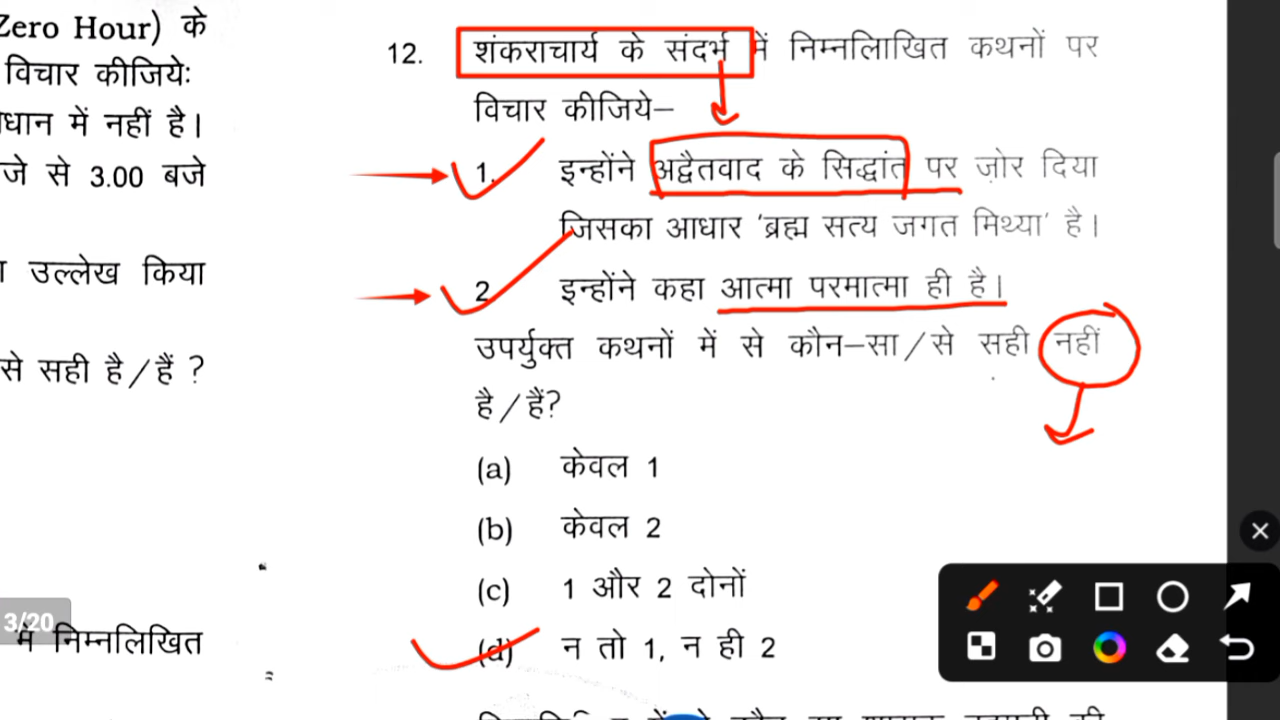 Zero Hour) के
विचार कीजियेः
धान में नहीं है।
जे से 3.00 बजे
उल्लेख किया
से सही है/हैं ?
में निम्नलिखित
3/20
12. शंकराचार्य के संदर्भ में निम्नलिाखित कथनों पर
विचार कीजिये–
1. इन्होंने अद्वैतवाद के सिद्धांत पर ज़ोर दिया
जिसका आधार ‘ब्रह्म सत्य जगत मिथ्या’ है।
2 इन्होंने कहा आत्मा परमात्मा ही है।
उपर्युक्त कथनों में से कौन–सा/से सही नहीं
है/हैं?
(a) केवल 1
(b) केवल 2
(c) 1 और 2 दोनों
(d) न तो 1, न ही 2